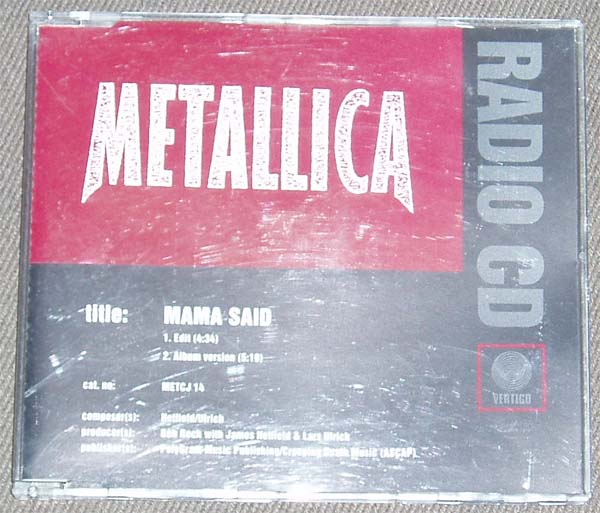 METALLICA
RADIO CD
title: MAMA SAID
1. Edit (4:34)
2. Album version (5:19)
cat. no: METCJ 14
composer(s): Hetfield/Ulrich
producer(s): Bob Rock with James Hetfield & Lars Ulrich
publisher(s): PolyGram Music Publishing/Creeping Death Music (ASCAP)
VERTIGO